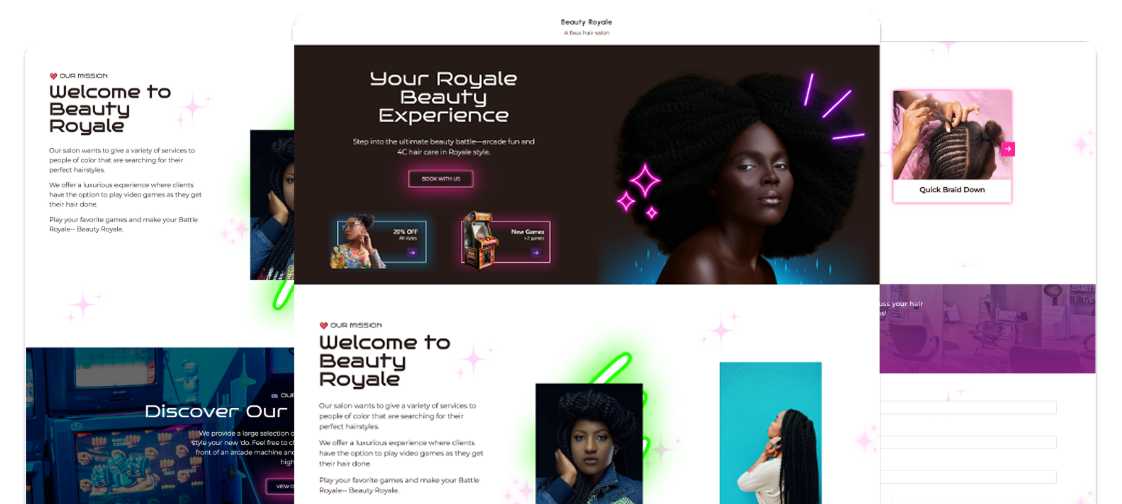 Beauty Royale
A faux hair salon
❤️ OUR MISSION
Welcome to
Beauty
Royale
Our salon wants to give a variety of services to
people of color that are searching for their
perfect hairstyles.
We offer a luxurious experience where clients
have the option to play video games as they get
their hair done.
Play your favorite games and make your Battle
Royale-- Beauty Royale.
Discover Our
We provide a large selection o
style your new 'do. Feel free to c
front of an arcade machine an
high
VIEW O
Your Royale
Beauty
Experience
Step into the ultimate beauty battle—arcade fun and
4C hair care in Royale style.
BOOK WITH US
20% OFF
All styles
New Games
+2 games
❤️ OUR MISSION
Welcome to
Beauty
Royale
Our salon wants to give a variety of services to
people of color that are searching for their
perfect hairstyles.
We offer a luxurious experience where clients
have the option to play video games as they get
their hair done.
Play your favorite games and make your Battle
Royale-- Beauty Royale.
Quick Braid Down
uss your hair